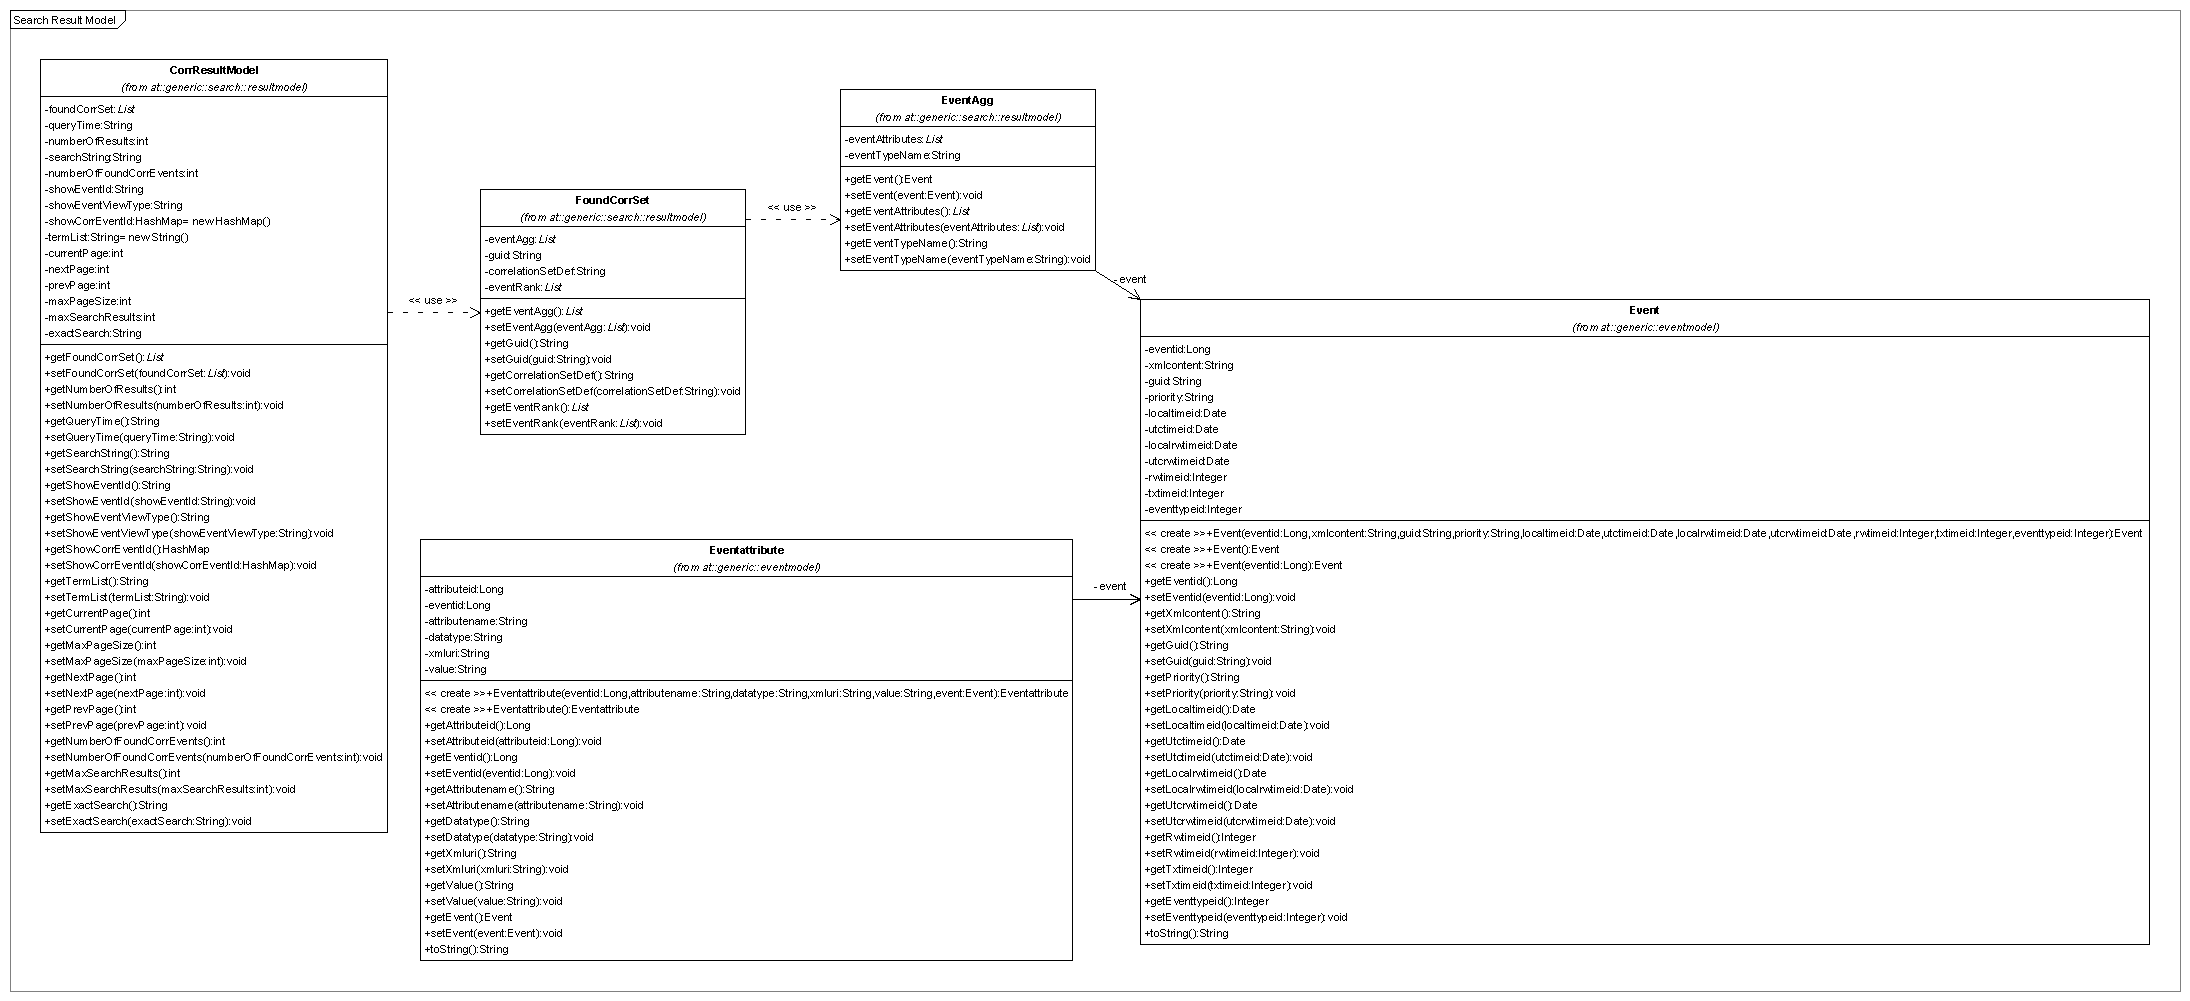 Search Result Model
CorrResultModel
(from at::generic::search::resultmodel)
-foundCorrSet:List
-queryTime:String
-numberOfResults:int
-searchString:String
-numberOfFoundCorrEvents:int
-showEventId:String
-showEventViewType:String
-showCorrEventId:HashMap= new HashMap()
-termList:String= new String()
-currentPage:int
-nextPage:int
-prevPage:int
-maxPageSize:int
-maxSearchResults:int
-exactSearch:String
+getFoundCorrSet():List
+setFoundCorrSet(foundCorrSet:List):void
+getNumberOfResults():int
+setNumberOfResults(numberOfResults:int):void
+getQueryTime():String
+setQueryTime(queryTime:String):void
+getSearchString():String
+setSearchString(searchString:String):void
+getShowEventId():String
+setShowEventId(showEventId:String):void
+getShowEventViewType():String
+setShowEventViewType(showEventViewType:String):void
+getShowCorrEventId():HashMap
+setShowCorrEventId(showCorrEventId:HashMap):void
+getTermList():String
+setTermList(termList:String):void
+getCurrentPage():int
+setCurrentPage(currentPage:int):void
+getMaxPageSize():int
+setMaxPageSize(maxPageSize:int):void
+getNextPage():int
+setNextPage(nextPage:int):void
+getPrevPage():int
+setPrevPage(prevPage:int):void
+getNumberOfFoundCorrEvents():int
+setNumberOfFoundCorrEvents(numberOfFoundCorrEvents:int):void
+getMaxSearchResults():int
+setMaxSearchResults(maxSearchResults:int):void
+getExactSearch():String
+setExactSearch(exactSearch:String):void
<< use >>
FoundCorrSet
(from at::generic::search::resultmodel)
-eventAgg:List
-guid:String
-correlationSetDef:String
-eventRank:List
+getEventAgg():List
+setEventAgg(eventAgg:List):void
+getGuid():String
+setGuid(guid:String):void
+getCorrelationSetDef():String
+setCorrelationSetDef(correlationSetDef:String):void
+getEventRank():List
+setEventRank(eventRank:List):void
<< use >>
EventAgg
(from at::generic::search::resultmodel)
-eventAttributes:List
-eventTypeName:String
+getEvent():Event
+setEvent(event:Event):void
+getEventAttributes():List
+setEventAttributes(eventAttributes:List):void
+getEventTypeName():String
+setEventTypeName(eventTypeName:String):void
-event
Eventattribute
(from at::generic::eventmodel)
-attributeid:Long
-eventid:Long
-attributename:String
-datatype:String
-xmluri:String
-value:String
<< create >>+Eventattribute(eventid:Long,attributename:String,datatype:String,xmluri:String,value:String,event:Event):Eventattribute
<< create >>+Eventattribute():Eventattribute
+getAttributeid():Long
+setAttributeid(attributeid:Long):void
+getEventid():Long
+setEventid(eventid:Long):void
+getAttributename():String
+setAttributename(attributename:String):void
+getDatatype():String
+setDatatype(datatype:String):void
+getXmluri():String
+setXmluri(xmluri:String):void
+getValue():String
+setValue(value:String):void
+getEvent():Event
+setEvent(event:Event):void
+toString():String
-event
Event
(from at::generic::eventmodel)
-eventid:Long
-xmlcontent:String
-guid:String
-priority:String
-localtimeid:Date
-utctimeid:Date
-localrwtimeid:Date
-utcrwtimeid:Date
-rwtimeid:Integer
-txtimeid:Integer
-eventtypeid:Integer
<< create >>+Event(eventid:Long,xmlcontent:String,guid:String,priority:String,localtimeid:Date,utctimeid:Date,localrwtimeid:Date,utcrwtimeid:Date,rwtimeid:Integer,txtimeid:Integer,eventtypeid:Integer):Event
<< create >>+Event():Event
<< create >>+Event(eventid:Long):Event
+getEventid():Long
+setEventid(eventid:Long):void
+getXmlcontent():String
+setXmlcontent(xmlcontent:String):void
+getGuid():String
+setGuid(guid:String):void
+getPriority():String
+setPriority(priority:String):void
+getLocaltimeid():Date
+setLocaltimeid(localtimeid:Date):void
+getUtctimeid():Date
+setUtctimeid(utctimeid:Date):void
+getLocalrwtimeid():Date
+setLocalrwtimeid(localrwtimeid:Date):void
+getUtcrwtimeid():Date
+setUtcrwtimeid(utcrwtimeid:Date):void
+getRwtimeid():Integer
+setRwtimeid(rwtimeid:Integer):void
+getTxtimeid():Integer
+setTxtimeid(txtimeid:Integer):void
+getEventtypeid():Integer
+setEventtypeid(eventtypeid:Integer):void
+toString():String